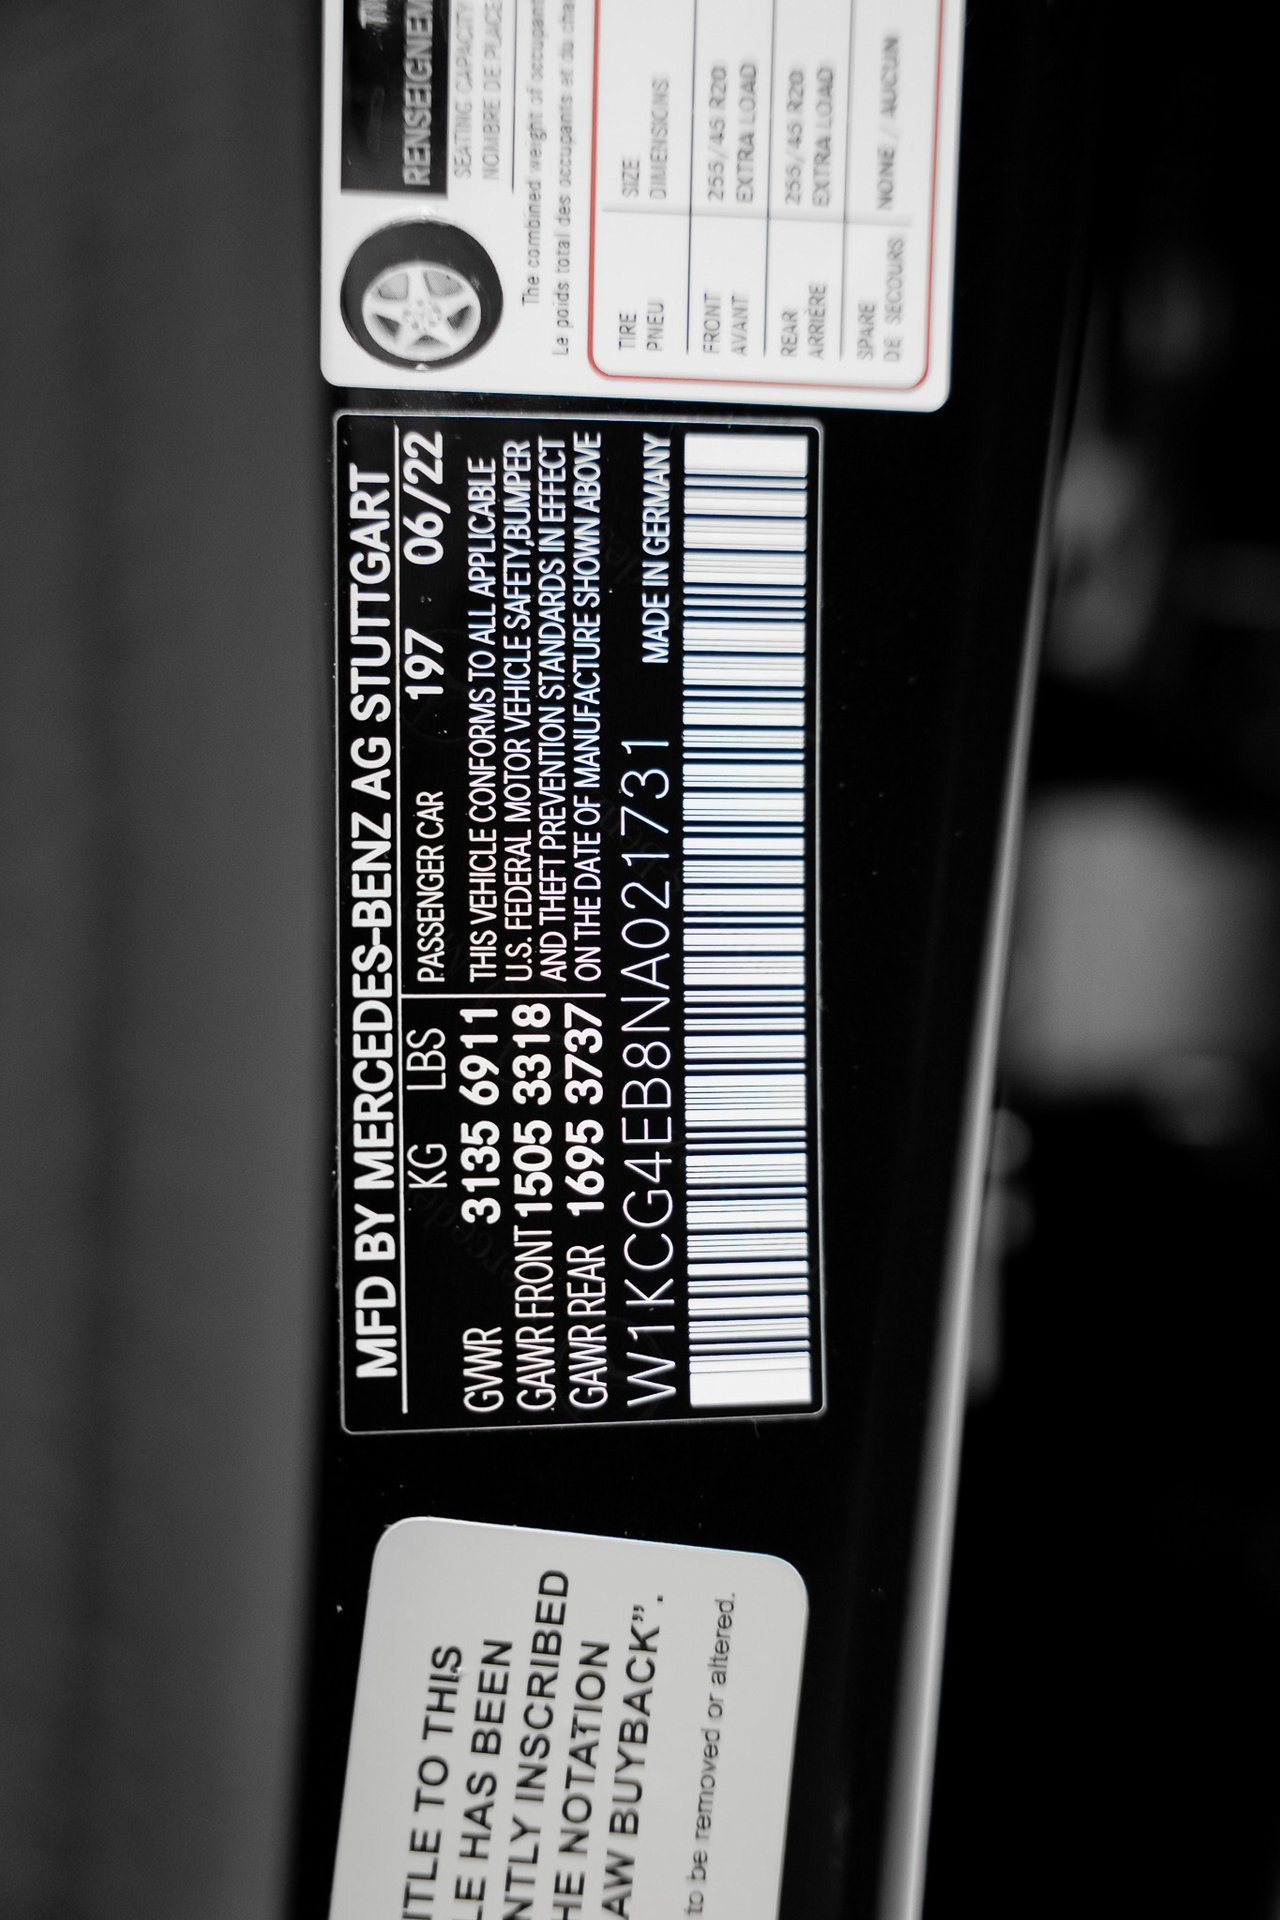 RENSEIGNEM
SEATING CAPACITY
NOMBRE DE PLACE
The combined weight of occupant
Le poids total des occupants et du cha
TIRE
PNEU
SIZE
DIMENSIONS
FRONT
AVANT
255/45 R20
EXTRA LOAD
REAR
ARRIÈRE
255/45 R20
EXTRA LOAD
SPARE
DE SECOURS
NONE / AUCUN
MFD BY MERCEDES-BENZ AG STUTTGART
KG LBS
GVWR 3135 6911
GAWR FRONT 1505 3318
GAWR REAR 1695 3737
PASSENGER CAR 197 06/22
THIS VEHICLE CONFORMS TO ALL APPLICABLE
U.S. FEDERAL MOTOR VEHICLE SAFETY,BUMPER
AND THEFT PREVENTION STANDARDS IN EFFECT
ON THE DATE OF MANUFACTURE SHOWN ABOVE
W1KCG4EB8NA021731 MADE IN GERMANY
ITLE TO THIS
LE HAS BEEN
NTLY INSCRIBED
HE NOTATION
AW BUYBACK”.
to be removed or altered.